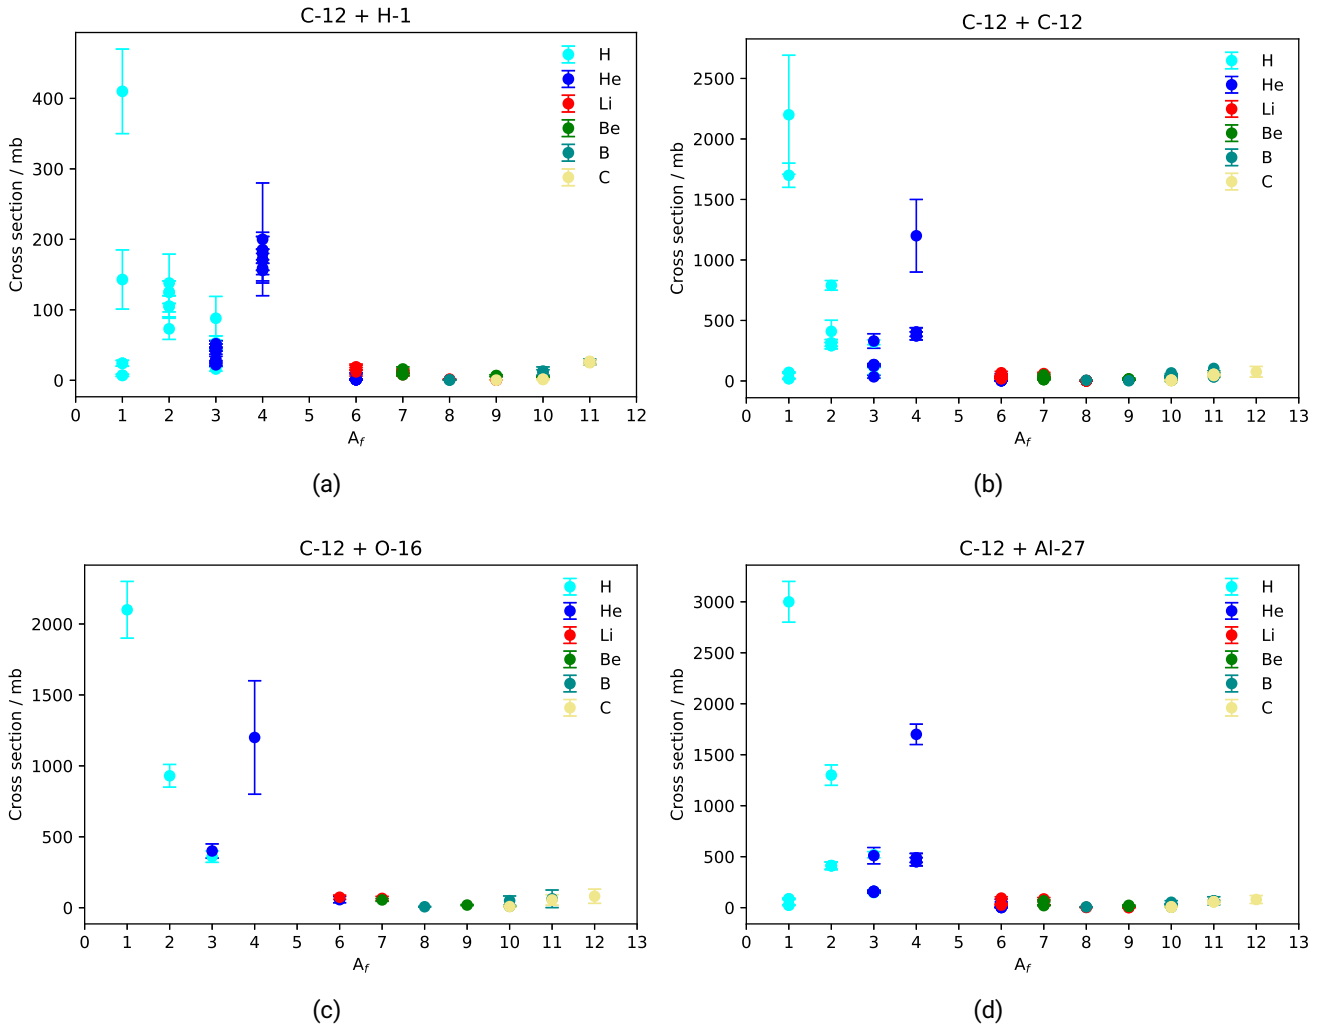 C-12 + H-1
Cross section / mb
400
300
200
100
0
0 1 2 3 4 5 6 7 8 9 10 11 12
A_f
H
He
Li
Be
B
C
(a)
C-12 + C-12
Cross section / mb
2500
2000
1500
1000
500
0
0 1 2 3 4 5 6 7 8 9 10 11 12 13
A_f
H
He
Li
Be
B
C
(b)
C-12 + O-16
Cross section / mb
2000
1500
1000
500
0
0 1 2 3 4 5 6 7 8 9 10 11 12 13
A_f
H
He
Li
Be
B
C
(c)
C-12 + Al-27
Cross section / mb
3000
2500
2000
1500
1000
500
0
0 1 2 3 4 5 6 7 8 9 10 11 12 13
A_f
H
He
Li
Be
B
C
(d)